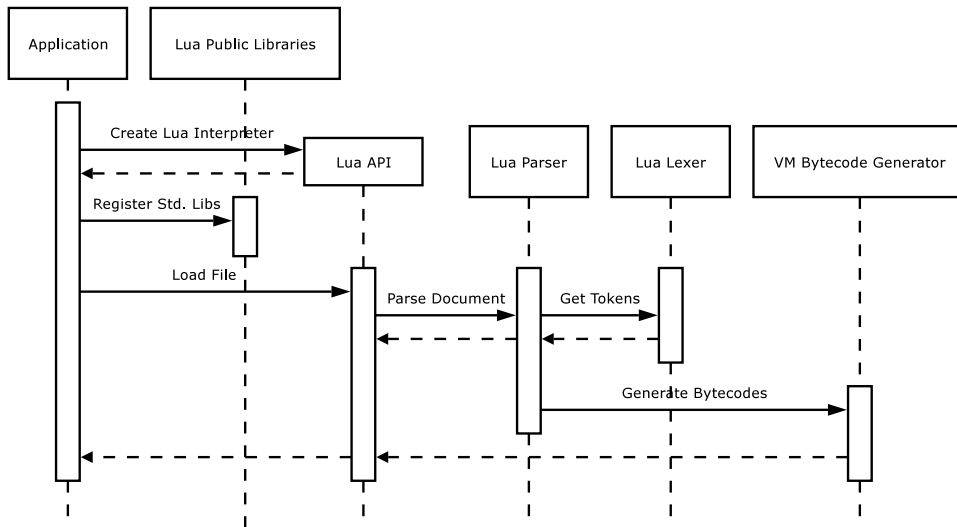 Application
Lua Public Libraries
Create Lua Interpreter
Lua API
Lua Parser
Lua Lexer
VM Bytecode Generator
Register Std. Libs
Load File
Parse Document
Get Tokens
Generate Bytecodes